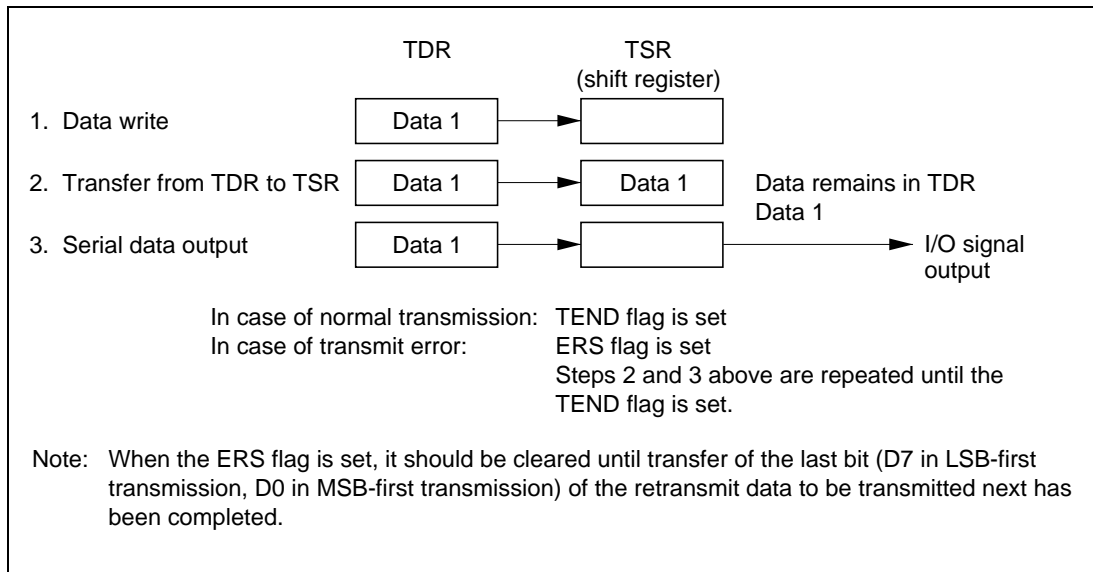 TDR TSR
(shift register)
1. Data write Data 1
2. Transfer from TDR to TSR Data 1 Data 1 Data remains in TDR
Data 1
3. Serial data output Data 1 I/O signal
output
In case of normal transmission: TEND flag is set
In case of transmit error: ERS flag is set
Steps 2 and 3 above are repeated until the
TEND flag is set.
Note: When the ERS flag is set, it should be cleared until transfer of the last bit (D7 in LSB-first
transmission, D0 in MSB-first transmission) of the retransmit data to be transmitted next has
been completed.